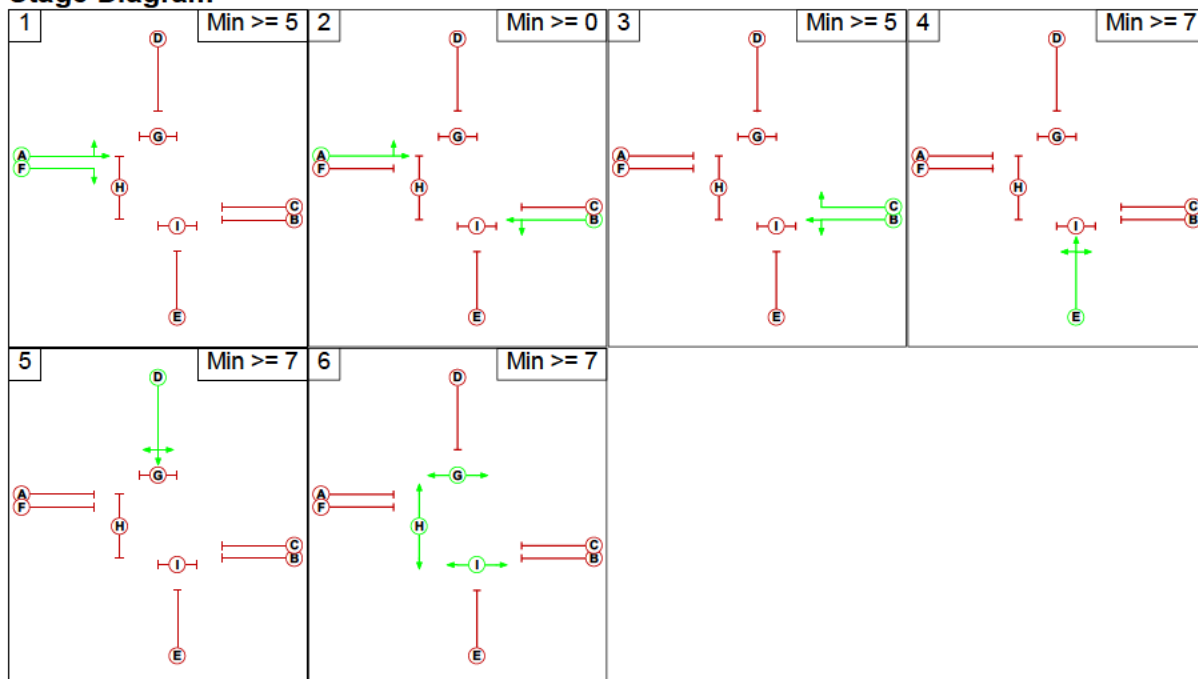 Stage Diagram
1 Min >= 5 2 Min >= 0 3 Min >= 5 4 Min >= 7
D D D D
G G G G
A A A A
F F F F
H H H H
C C C C
I B I B I B I B
E E E E
5 Min >= 7 6 Min >= 7
D D
G G
A A
F F
H H
C C
I B I B
E E